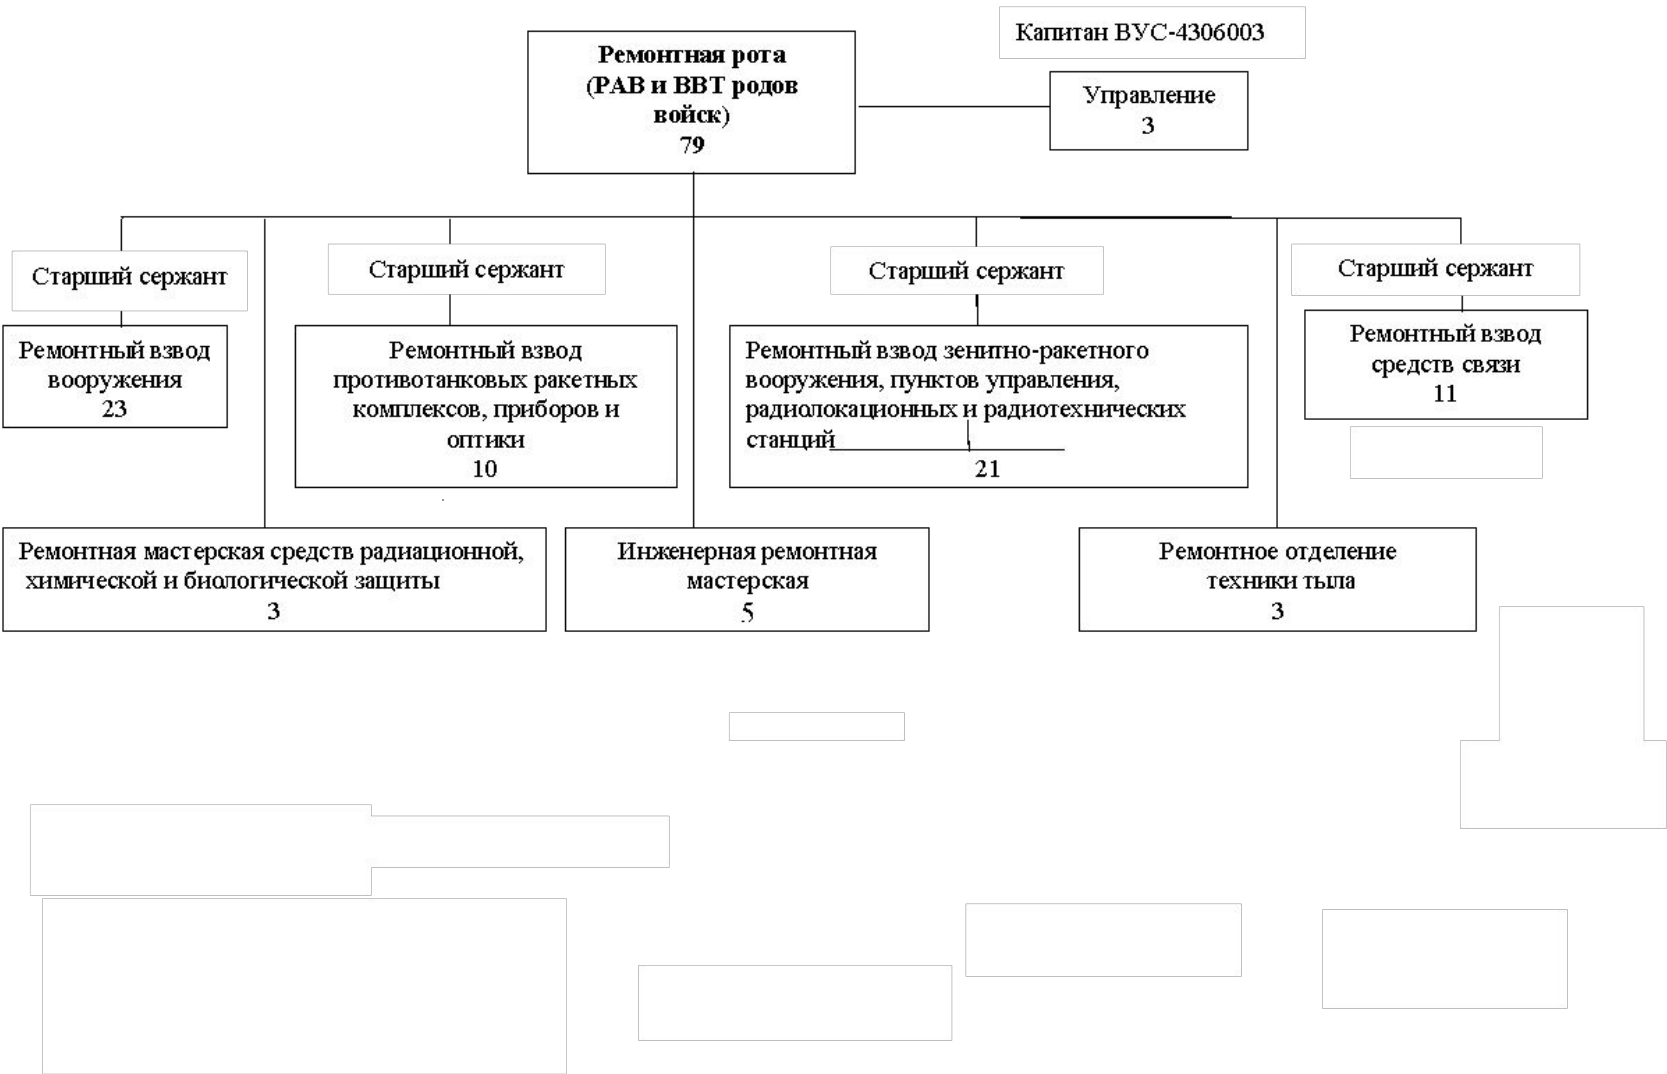 Капитан ВУС-4306003
Ремонтная рота
(РАВ и ВВТ родов
войск)
79
Управление
3
Старший сержант
Старший сержант
Старший сержант
Старший сержант
Ремонтный взвод
вооружения
23
Ремонтный взвод
противотанковых ракетных
комплексов, приборов и
оптики
10
Ремонтный взвод зенитно-ракетного
вооружения, пунктов управления,
радиолокационных и радиотехнических
станций
21
Ремонтный взвод
средств связи
11
Ремонтная мастерская средств радиационной,
химической и биологической защиты
3
Инженерная ремонтная
мастерская
5
Ремонтное отделение
техники тыла
3